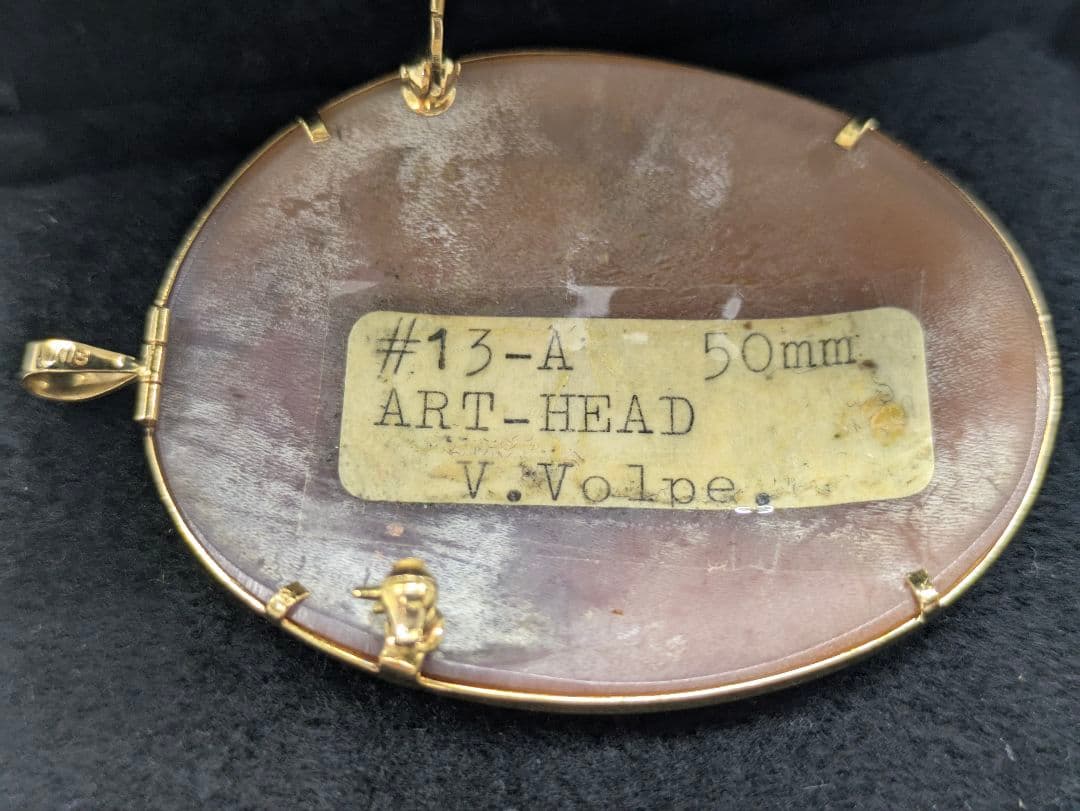 #13-A - 50mm
ART-HEAD
V.Volpe.